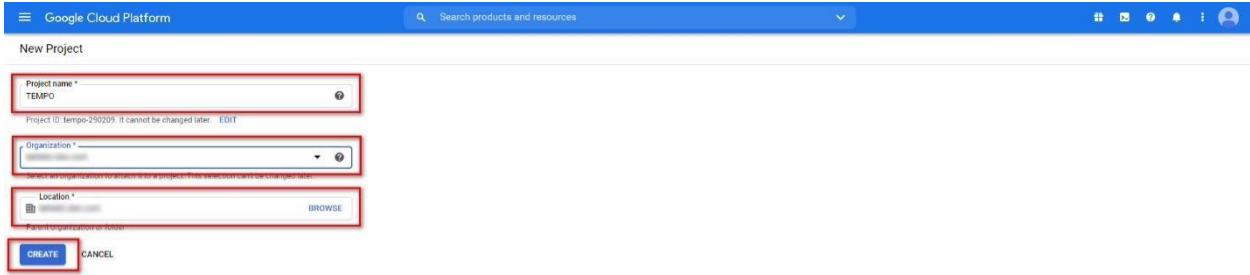 Google Cloud Platform
Search products and resources
New Project
Project name *
TEMPO
Project ID: tempo-290209. It cannot be changed later. EDIT
Organization *
Select an organization to attach it to a project. This selection can't be changed later.
Location *
BROWSE
Parent organization or folder
CREATE CANCEL